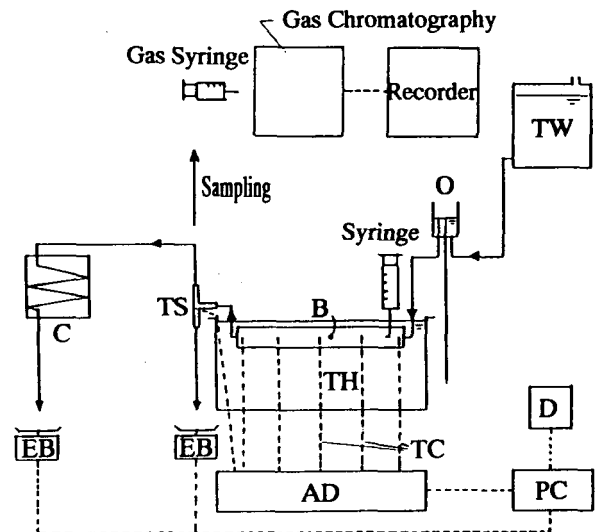 Gas Chromatography
Gas Syringe
Recorder
TW
O
Sampling
Syringe
TS
B
C
TH
D
EB
EB
TC
AD
PC